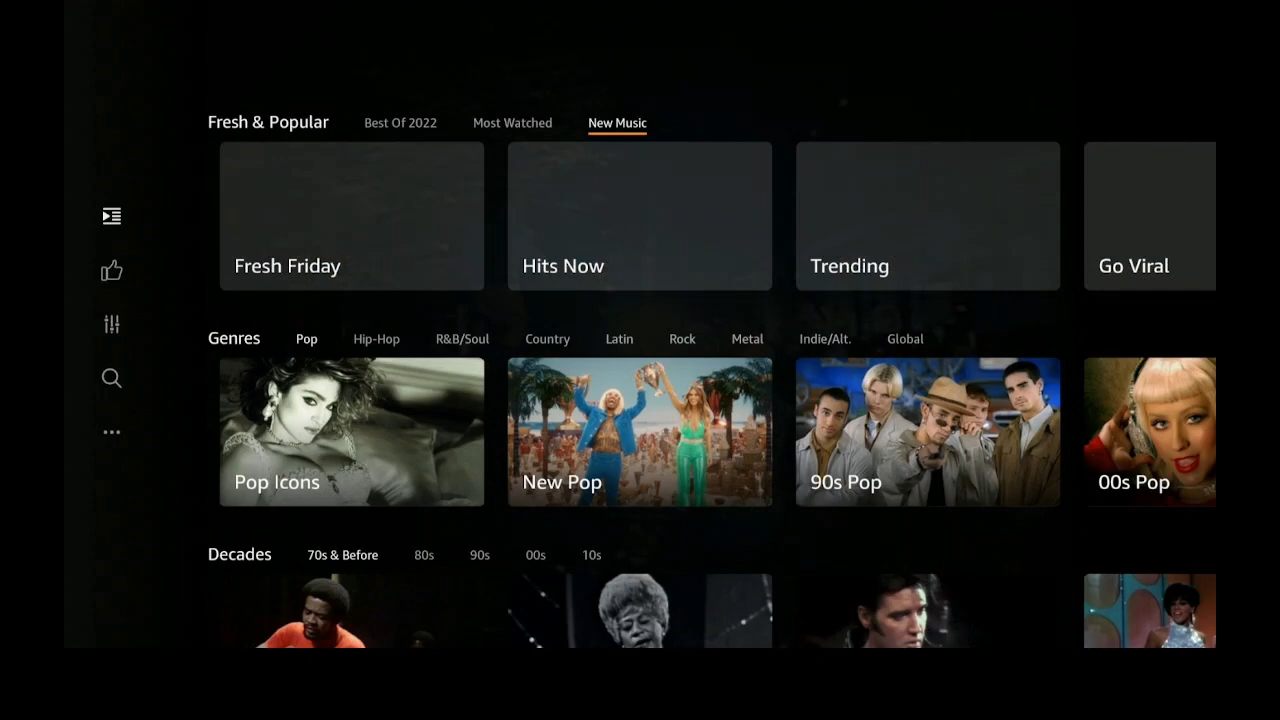 Fresh & Popular Best Of 2022 Most Watched New Music
Fresh Friday Hits Now Trending Go Viral
Genres Pop Hip-Hop R&B/Soul Country Latin Rock Metal Indie/Alt. Global
Pop Icons New Pop 90s Pop 00s Pop
Decades 70s & Before 80s 90s 00s 10s